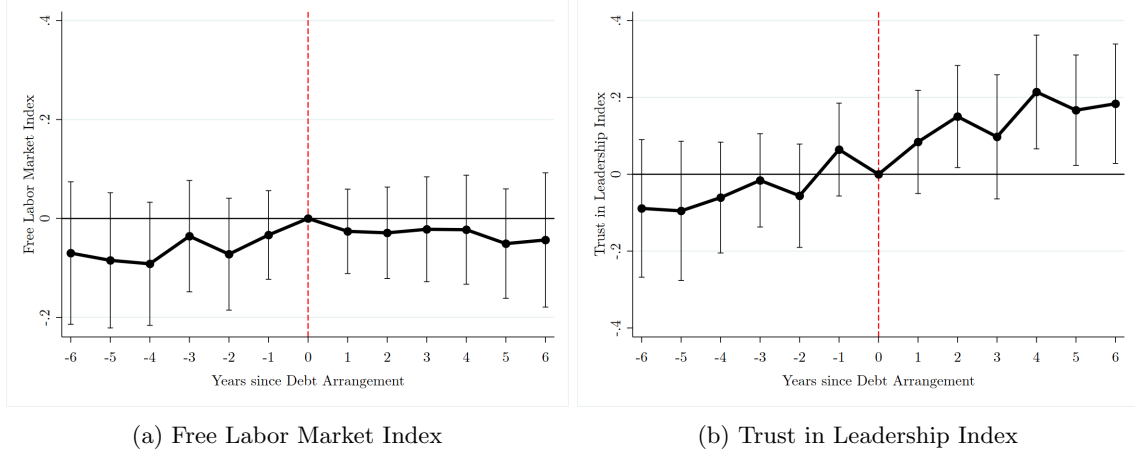 .4
.2
0
-.2
Free Labor Market Index
-6 -5 -4 -3 -2 -1 0 1 2 3 4 5 6
Years since Debt Arrangement
(a) Free Labor Market Index
.4
.2
0
-.2
-.4
Trust in Leadership Index
-6 -5 -4 -3 -2 -1 0 1 2 3 4 5 6
Years since Debt Arrangement
(b) Trust in Leadership Index